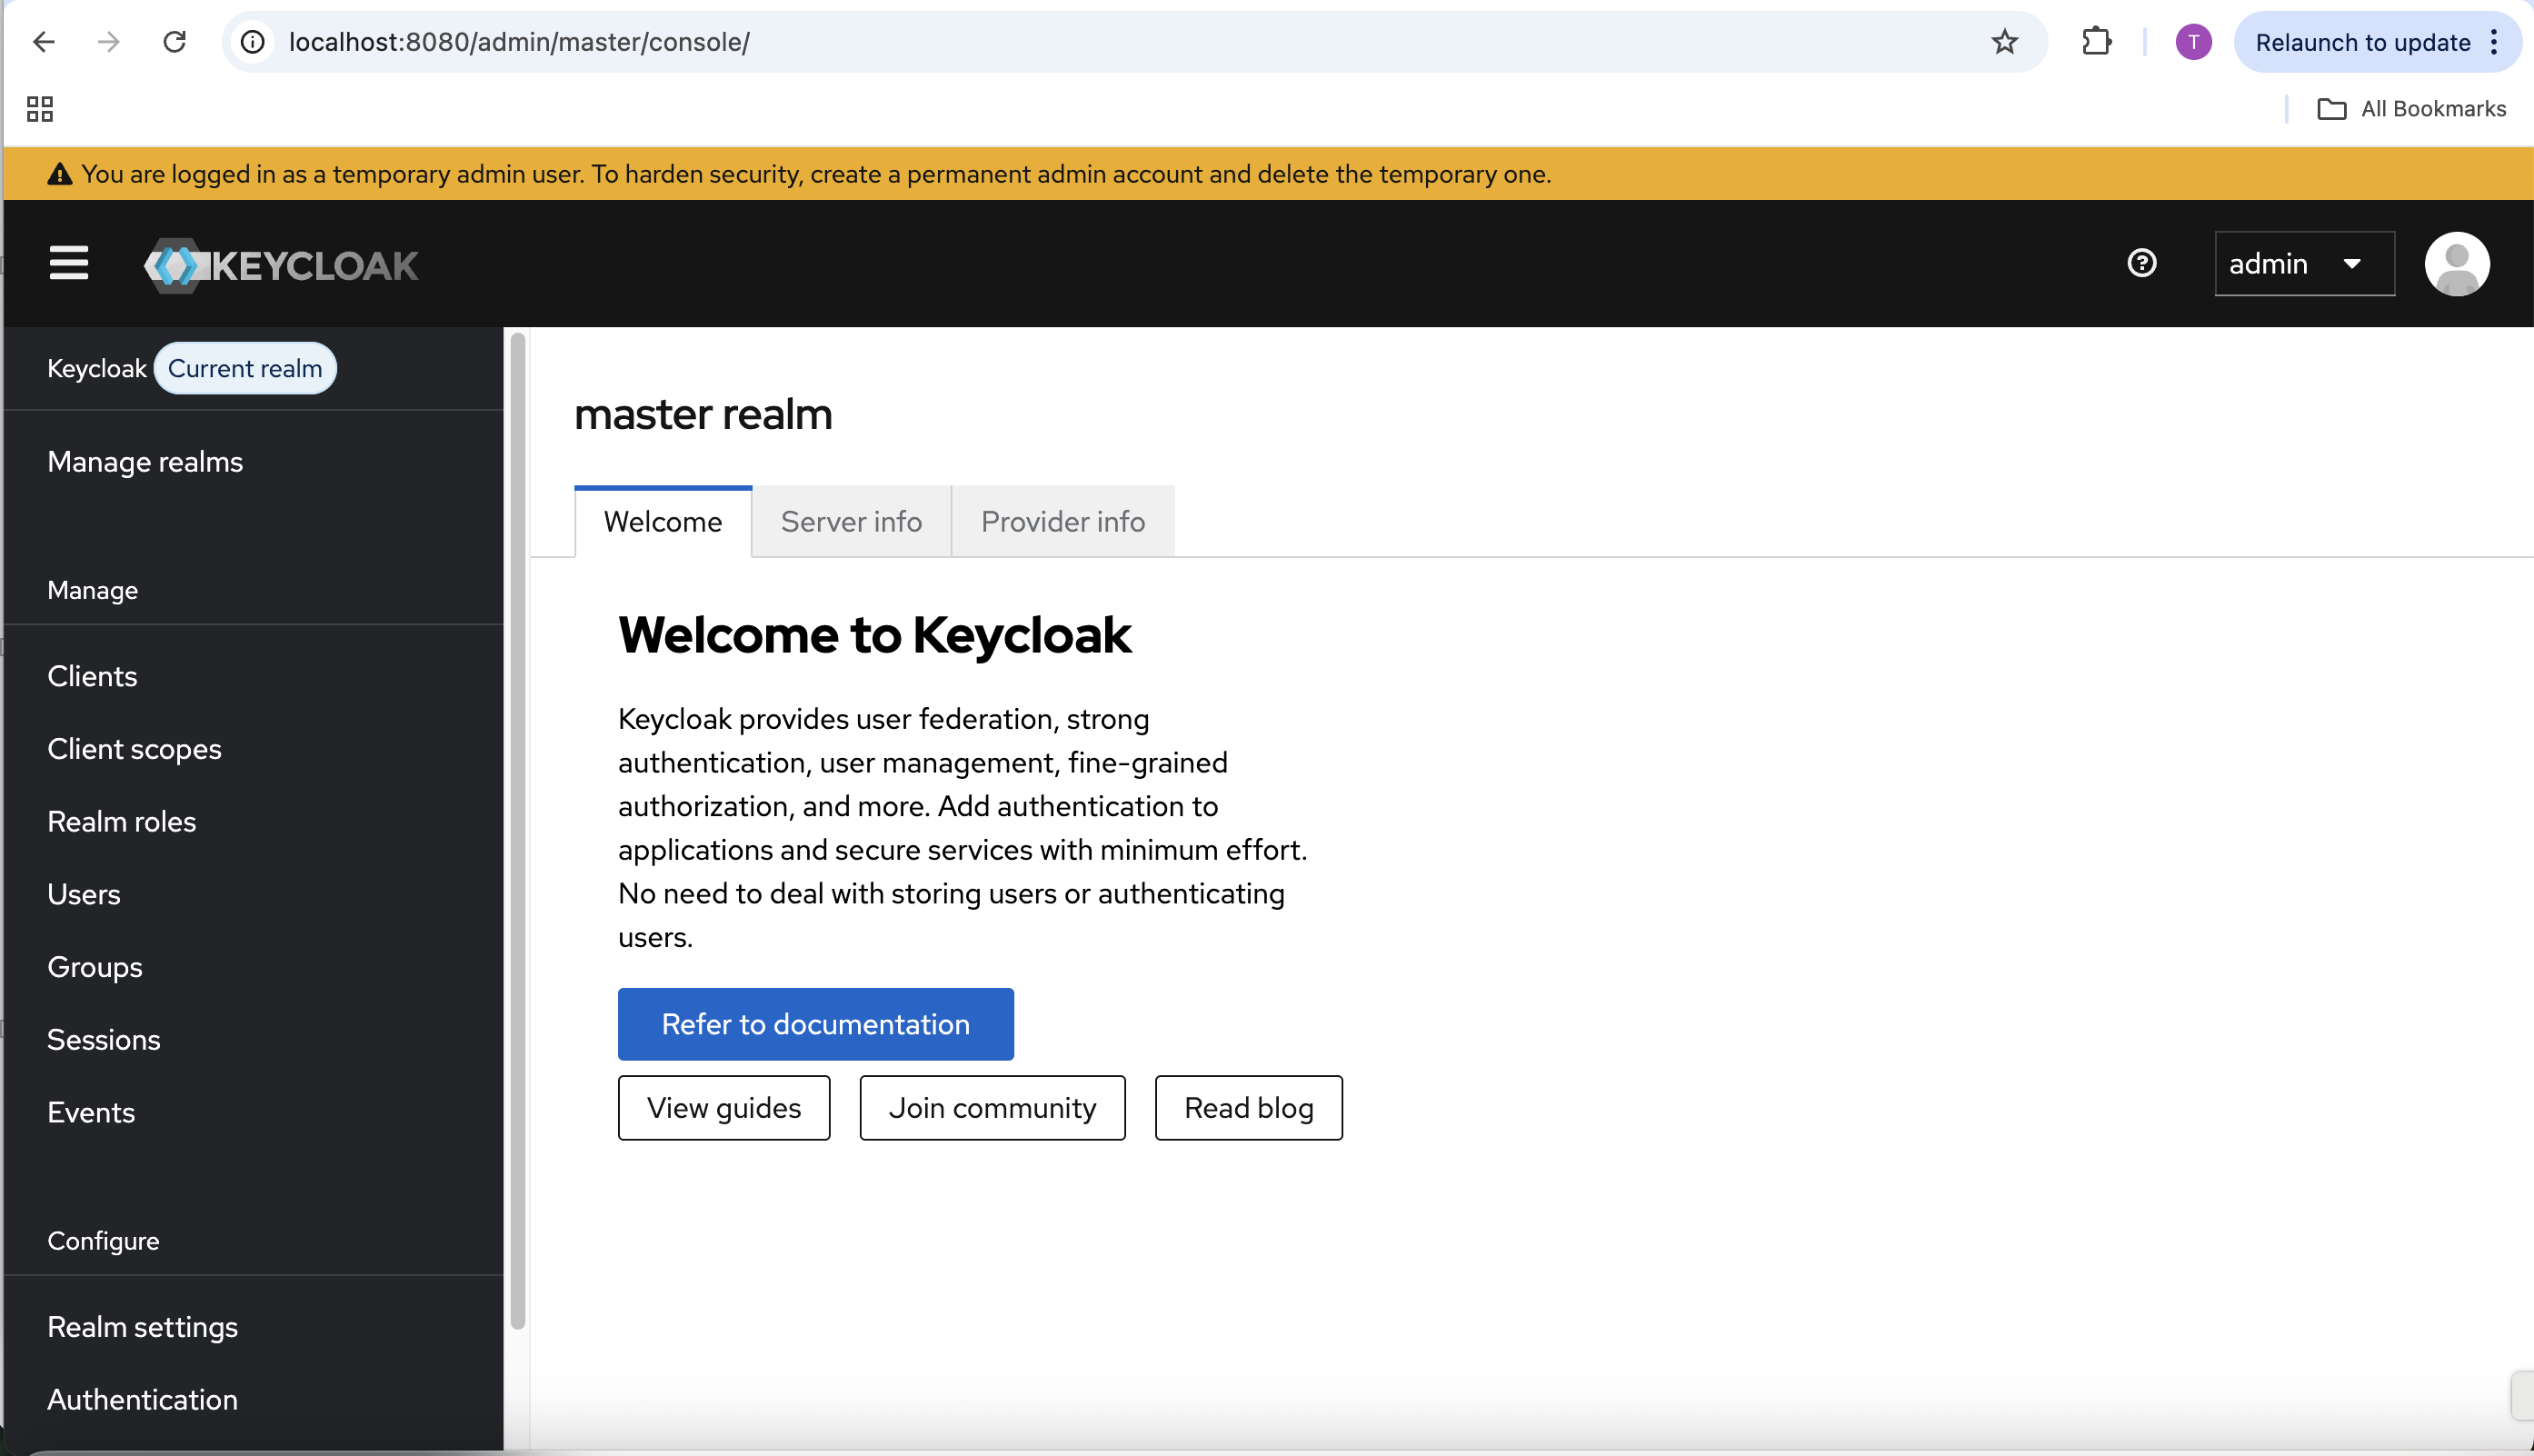 localhost:8080/admin/master/console/
T
Relaunch to update
All Bookmarks
You are logged in as a temporary admin user. To harden security, create a permanent admin account and delete the temporary one.
KEYCLOAK
admin
Keycloak Current realm
Manage realms
Manage
Clients
Client scopes
Realm roles
Users
Groups
Sessions
Events
Configure
Realm settings
Authentication
master realm
Welcome
Server info
Provider info
Welcome to Keycloak
Keycloak provides user federation, strong
authentication, user management, fine-grained
authorization, and more. Add authentication to
applications and secure services with minimum effort.
No need to deal with storing users or authenticating
users.
Refer to documentation
View guides
Join community
Read blog